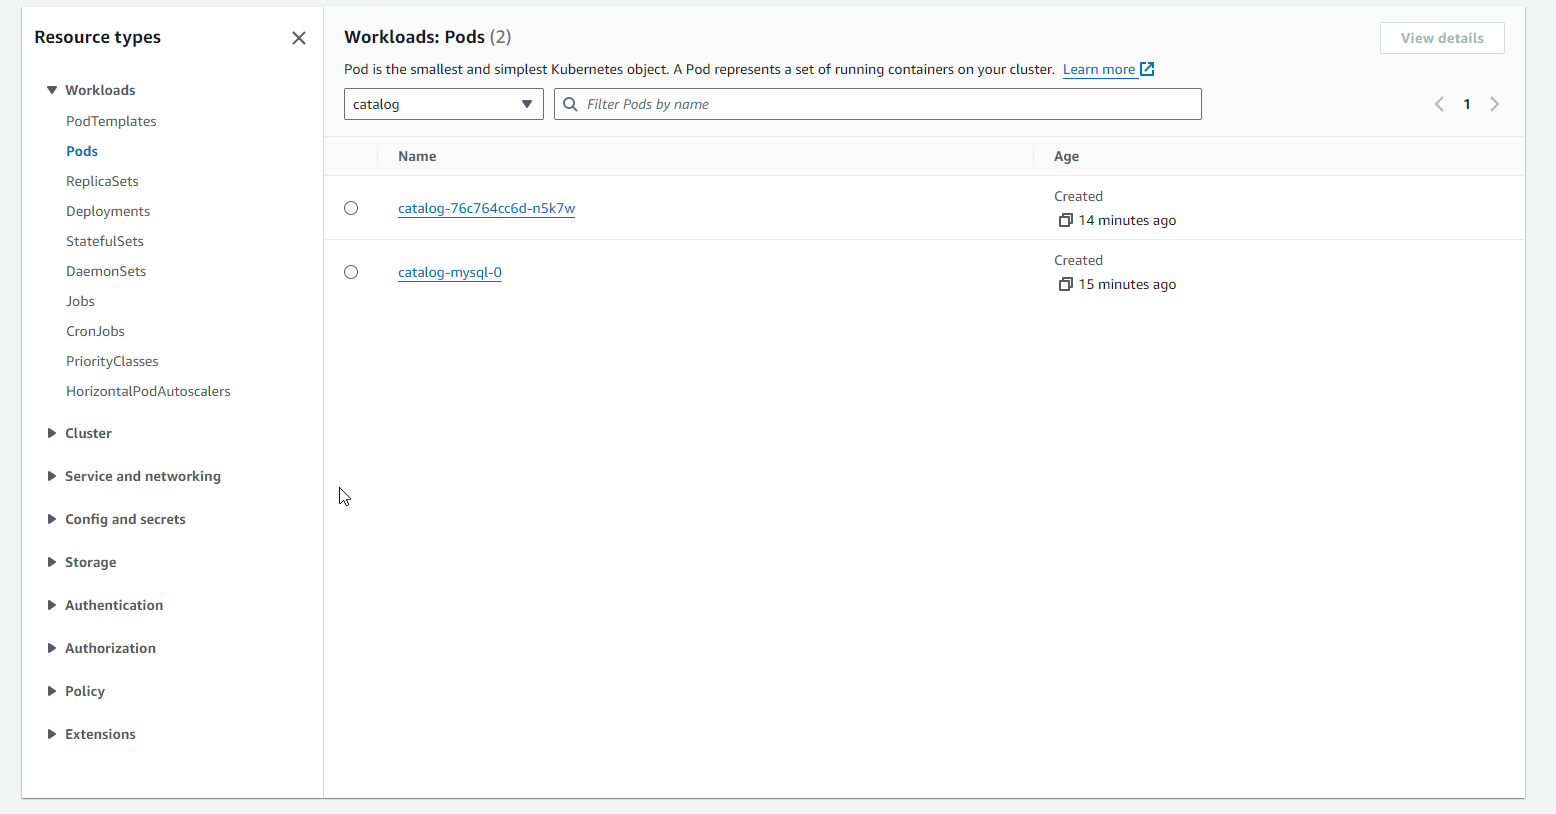 Resource types
Workloads
PodTemplates
Pods
ReplicaSets
Deployments
StatefulSets
DaemonSets
Jobs
CronJobs
PriorityClasses
HorizontalPodAutoscalers
Cluster
Service and networking
Config and secrets
Storage
Authentication
Authorization
Policy
Extensions
Workloads: Pods (2)
View details
Pod is the smallest and simplest Kubernetes object. A Pod represents a set of running containers on your cluster. Learn more
catalog
Filter Pods by name
1
Name Age
catalog-76c764cc6d-n5k7w
Created
14 minutes ago
catalog-mysql-0
Created
15 minutes ago